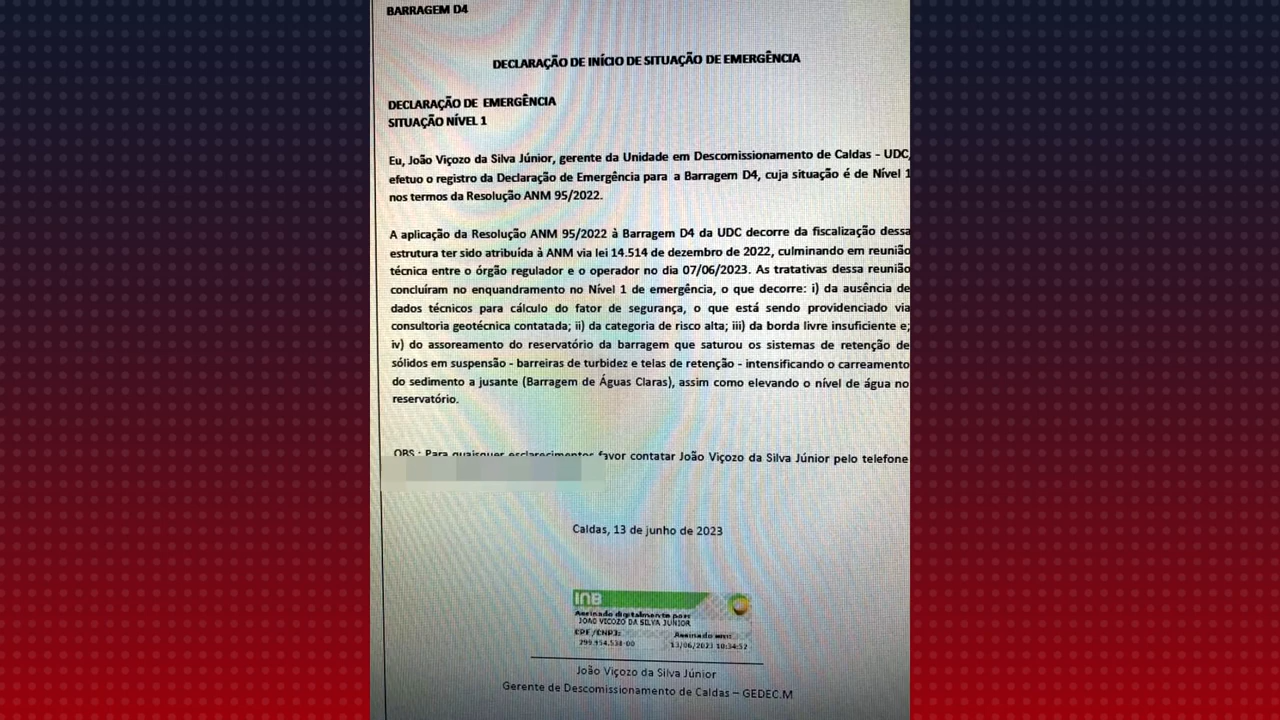 BARRAGEM D4
DECLARAÇÃO DE INÍCIO DE SITUAÇÃO DE EMERGÊNCIA
DECLARAÇÃO DE EMERGÊNCIA
SITUAÇÃO NÍVEL 1
Eu, João Viçozo da Silva Júnior, gerente da Unidade em Descomissionamento de Caldas - UDC,
efetuo o registro da Declaração de Emergência para a Barragem D4, cuja situação é de Nível 1
nos termos da Resolução ANM 95/2022.
A aplicação da Resolução ANM 95/2022 à Barragem D4 da UDC decorre da fiscalização dessa
estrutura ter sido atribuída à ANM via lei 14.514 de dezembro de 2022, culminando em reunião
técnica entre o órgão regulador e o operador no dia 07/06/2023. As tratativas dessa reunião
concluíram no enquandramento no Nível 1 de emergência, o que decorre: i) da ausência de
dados técnicos para cálculo do fator de segurança, o que está sendo providenciado via
consultoria geotécnica contatada; ii) da categoria de risco alta; iii) da borda livre insuficiente e;
iv) do assoreamento do reservatório da barragem que saturou os sistemas de retenção de
sólidos em suspensão - barreiras de turbidez e telas de retenção - intensificando o carreamento
do sedimento a jusante (Barragem de Águas Claras), assim como elevando o nível de água no
reservatório.
OBS.: Para quaisquer esclarecimentos favor contatar João Viçozo da Silva Júnior pelo telefone
Caldas, 13 de junho de 2023
INB
Assinado digitalmente por:
JOAO VICOZO DA SILVA JUNIOR
CPF/CNPJ: Assinado em:
13/06/2023 10:34:52
João Viçozo da Silva Júnior
Gerente de Descomissionamento de Caldas – GEDEC.M